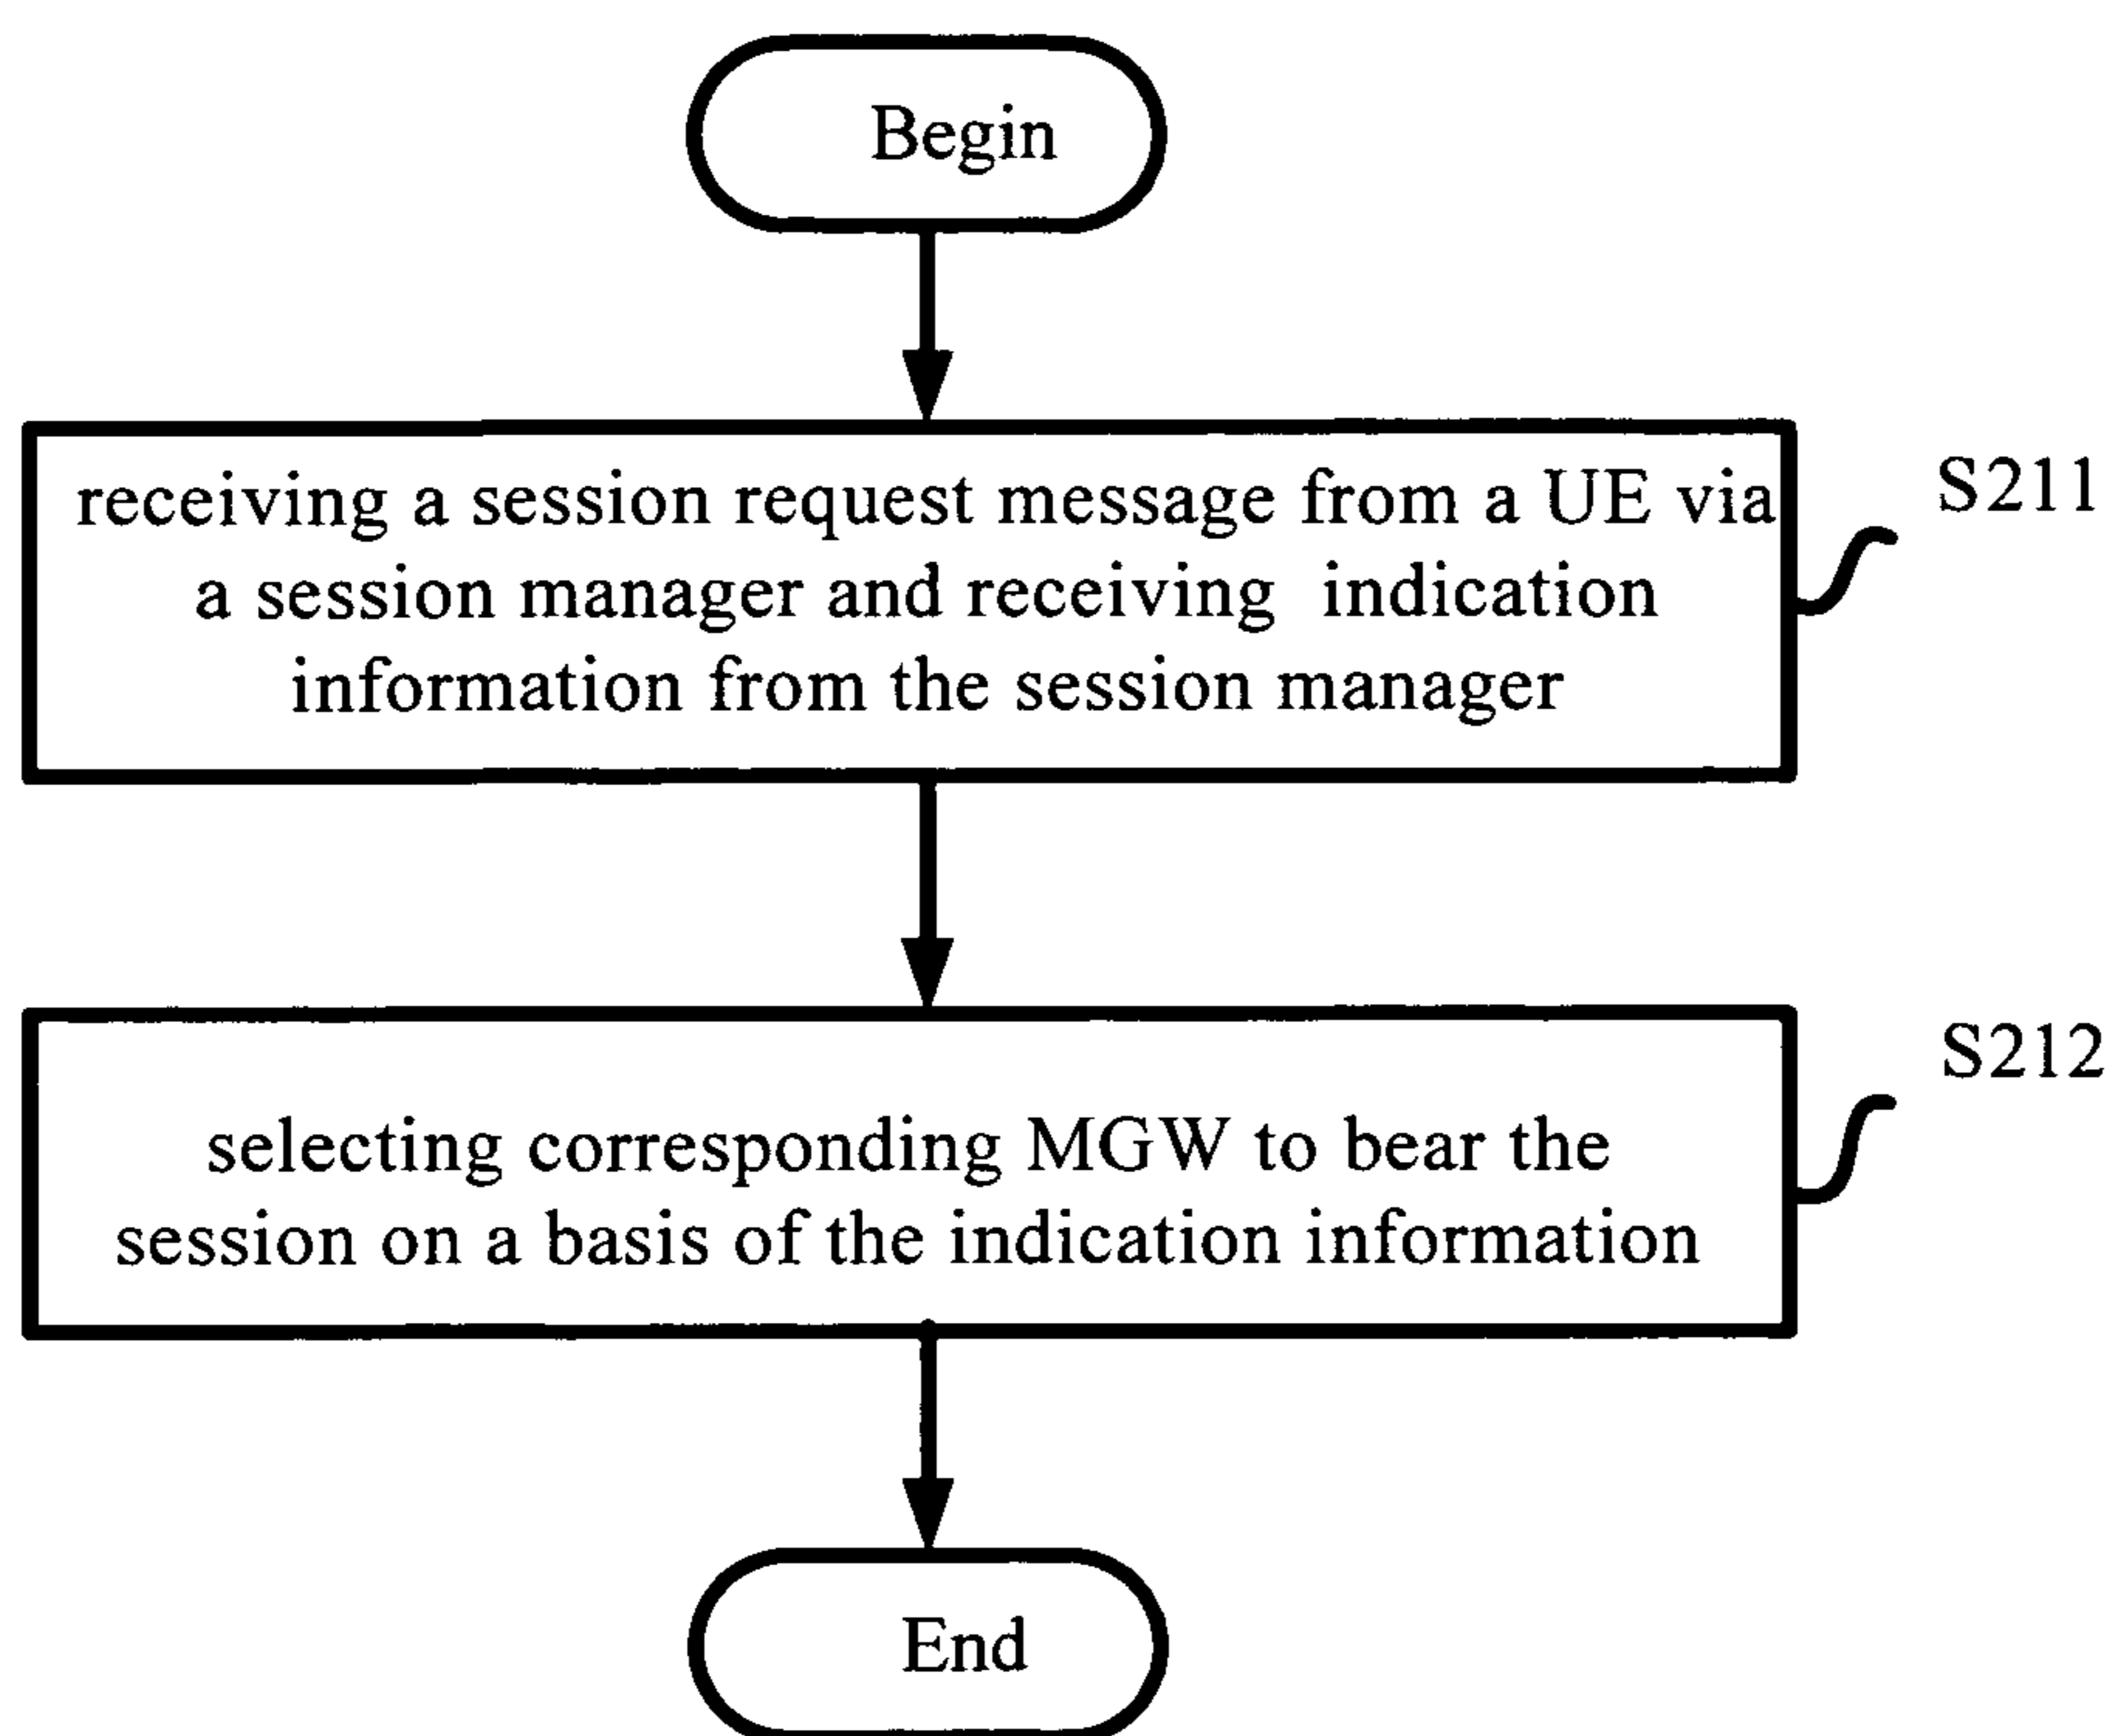 Begin
receiving a session request message from a UE via
a session manager and receiving indication
information from the session manager
S211
selecting corresponding MGW to bear the
session on a basis of the indication information
S212
End